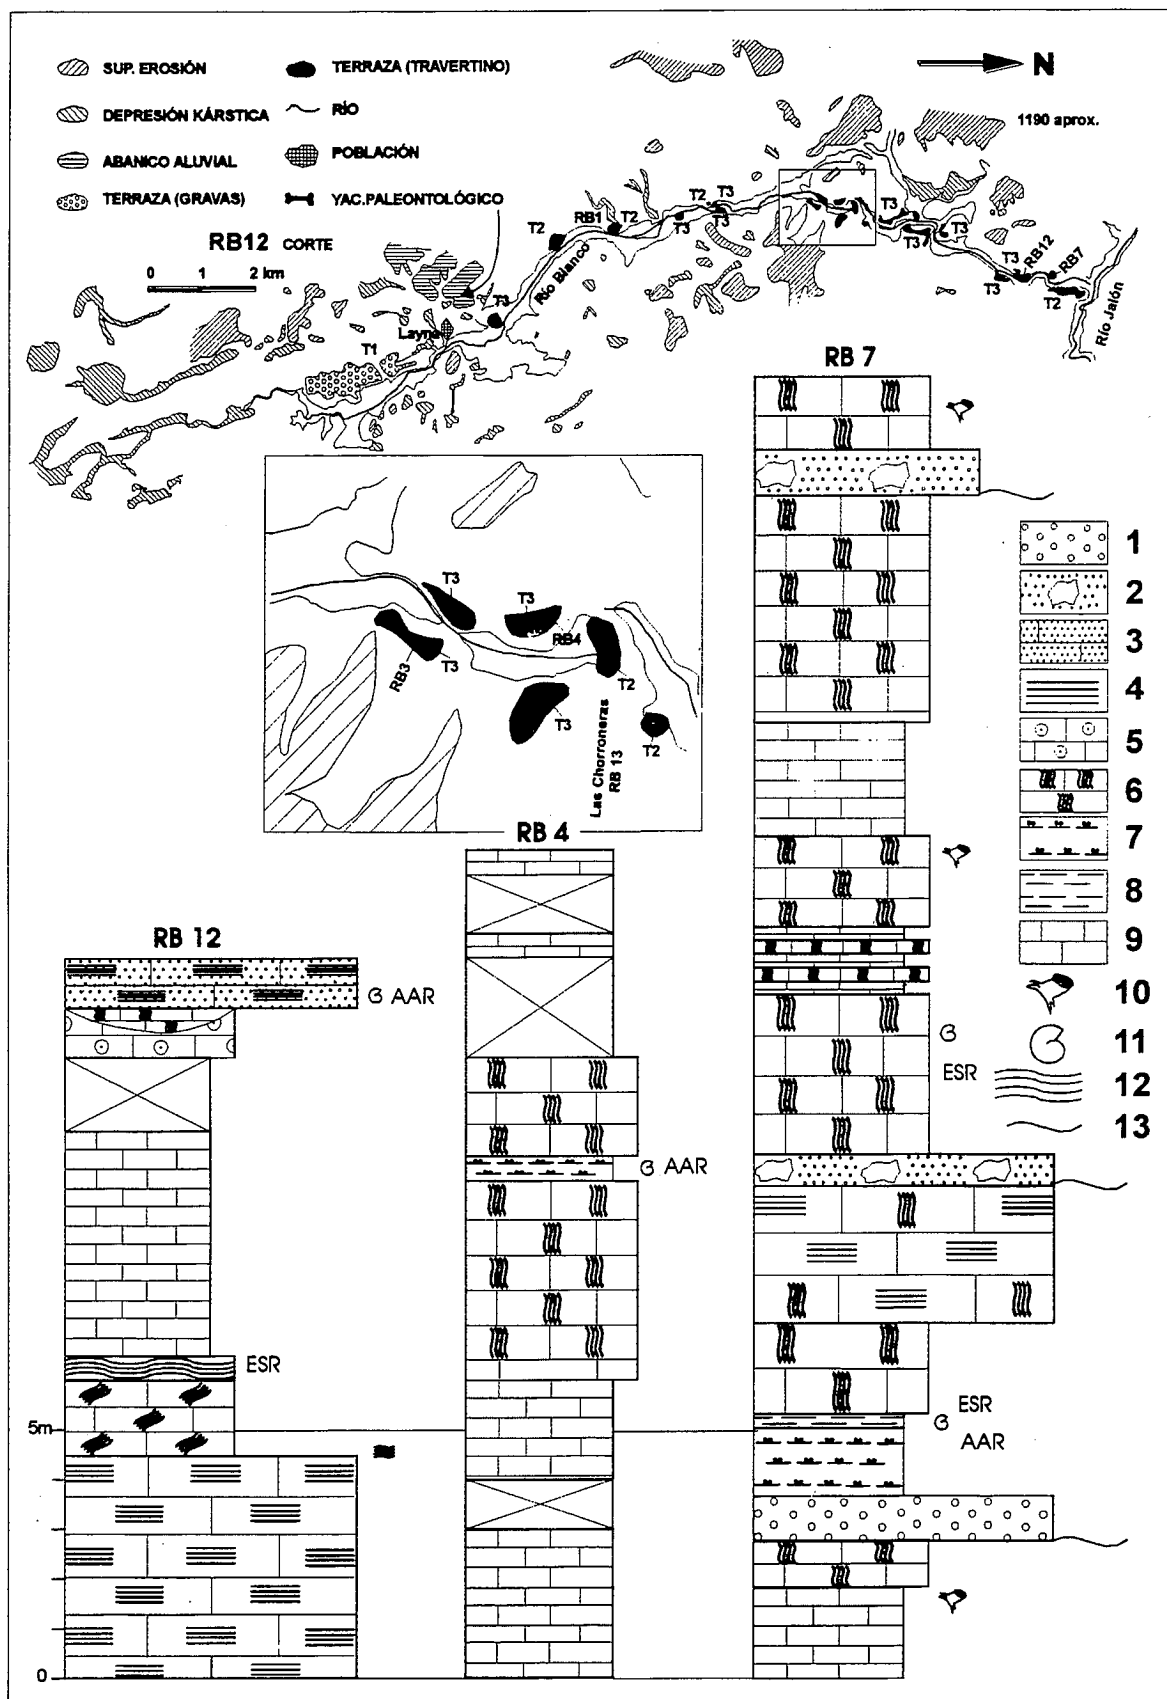 SUP. EROSIÓN
DEPRESIÓN KÁRSTICA
ABANICO ALUVIAL
TERRAZA (GRAVAS)
TERRAZA (TRAVERTINO)
RÍO
POBLACIÓN
YAC.PALEONTOLÓGICO
RB12 CORTE
0 1 2 km
N
1190 aprox.
T2
RB1
T2
T3
T2
T3
T3
T3
T3
T3
T3
RB12
T3
RB7
T2
Río Jalón
Río Blanco
T3
Layna
T1
T3
T3
RB4
RB3
T3
T2
T3
T2
Las Chorroneras
RB 13
RB 7
ESR
ESR
AAR
RB 4
AAR
RB 12
AAR
ESR
5m
0
1
2
3
4
5
6
7
8
9
10
11
12
13